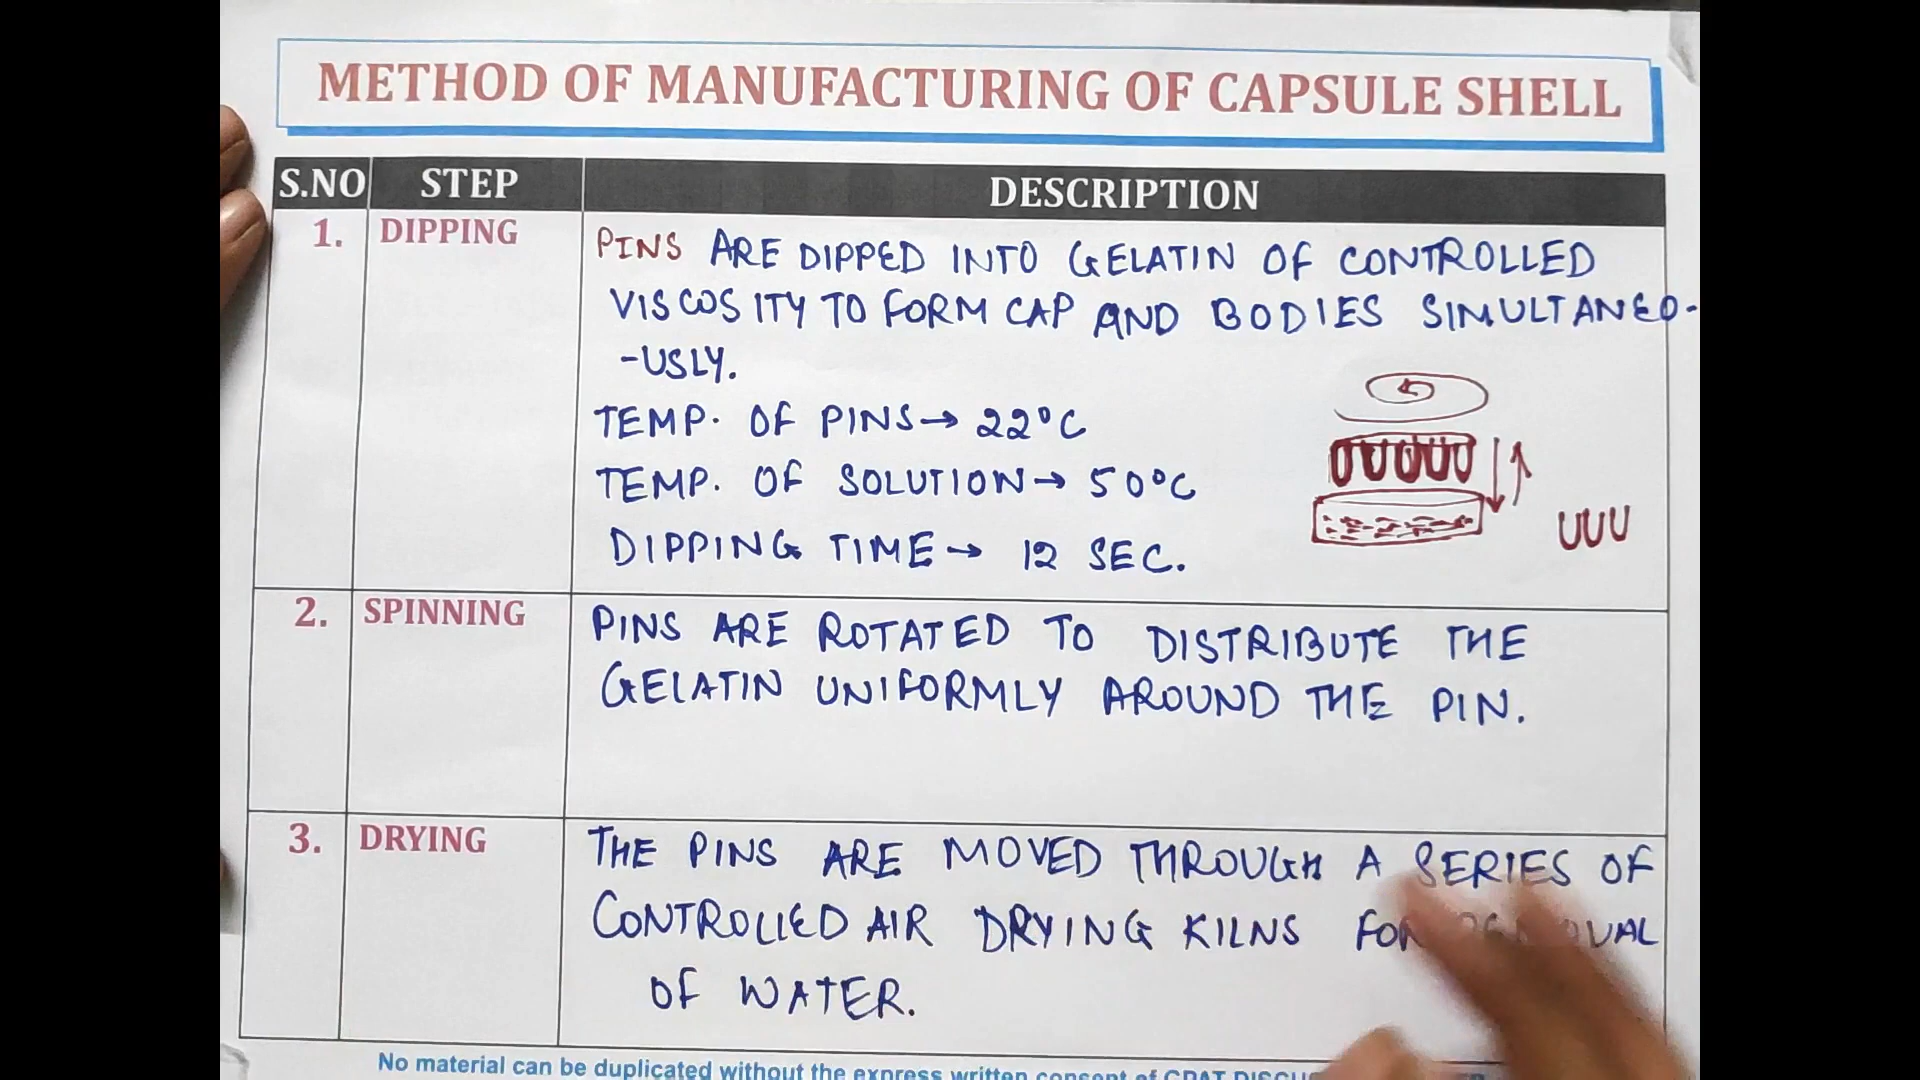 METHOD OF MANUFACTURING OF CAPSULE SHELL
S.NO STEP DESCRIPTION
1. DIPPING PINS ARE DIPPED INTO GELATIN OF CONTROLLED
VISCOSITY TO FORM CAP AND BODIES SIMULTANEO-
-USLY.
TEMP. OF PINS→ 22°C
TEMP. OF SOLUTION→ 50°C
DIPPING TIME→ 12 SEC.
2. SPINNING PINS ARE ROTATED TO DISTRIBUTE THE
GELATIN UNIFORMLY AROUND THE PIN.
3. DRYING THE PINS ARE MOVED THROUGH A SERIES OF
CONTROLLED AIR DRYING KILNS FOR
OF WATER.
No material can be duplicated without the express written consent of GPAT